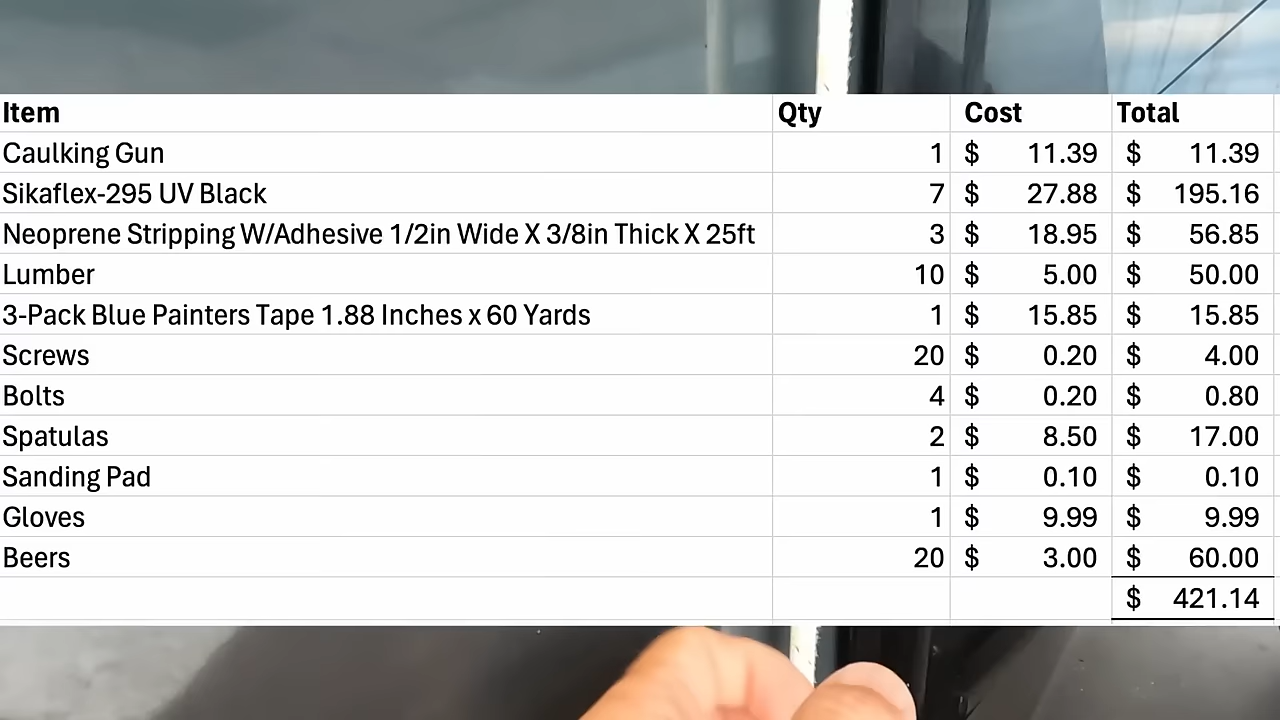 Item Qty Cost Total
Caulking Gun 1 $ 11.39 $ 11.39
Sikaflex-295 UV Black 7 $ 27.88 $ 195.16
Neoprene Stripping W/Adhesive 1/2in Wide X 3/8in Thick X 25ft 3 $ 18.95 $ 56.85
Lumber 10 $ 5.00 $ 50.00
3-Pack Blue Painters Tape 1.88 Inches x 60 Yards 1 $ 15.85 $ 15.85
Screws 20 $ 0.20 $ 4.00
Bolts 4 $ 0.20 $ 0.80
Spatulas 2 $ 8.50 $ 17.00
Sanding Pad 1 $ 0.10 $ 0.10
Gloves 1 $ 9.99 $ 9.99
Beers 20 $ 3.00 $ 60.00
$ 421.14